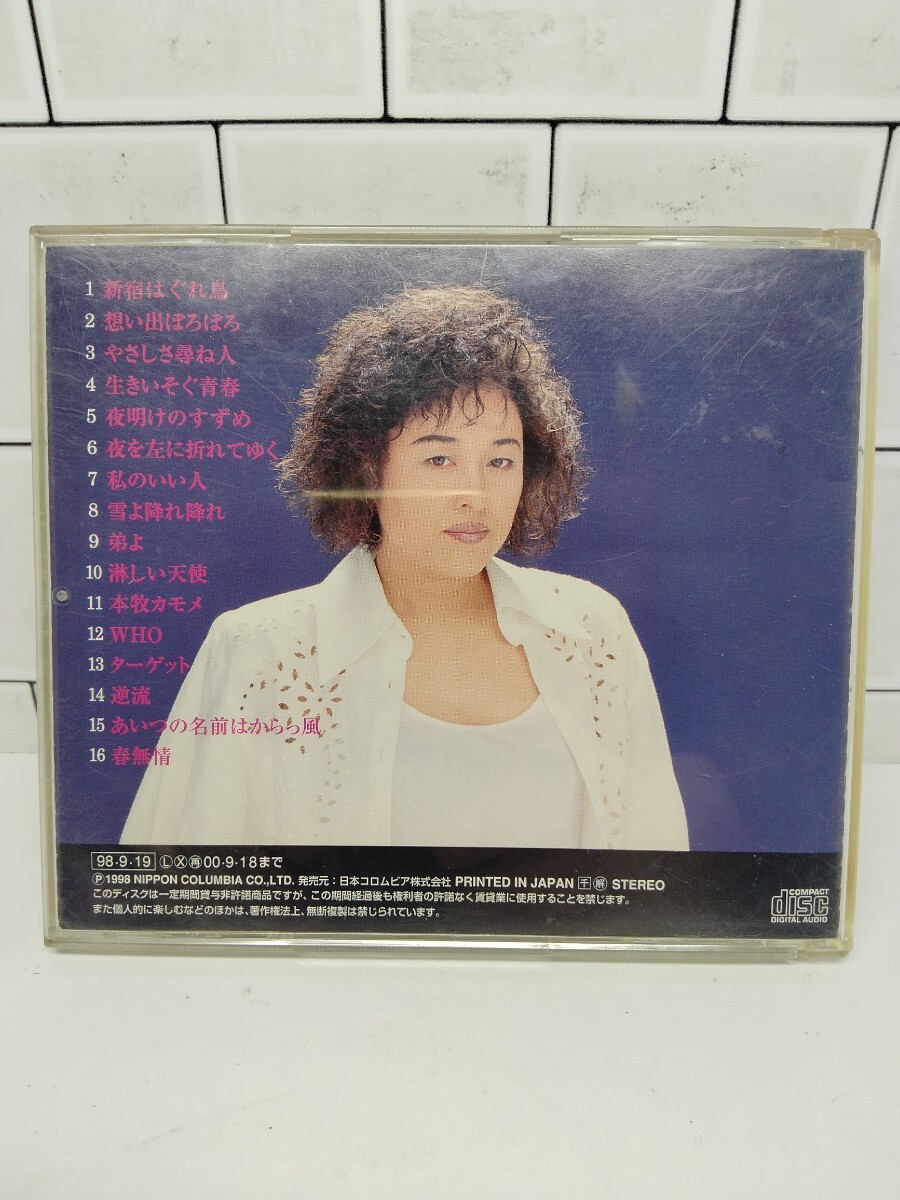 1 新宿はぐれ鳥
2 想い出ぼろぼろ
3 やさしさ尋ね人
4 生きいそぐ青春
5 夜明けのすずめ
6 夜を左に折れてゆく
7 私のいい人
8 雪よ降れ降れ
9 弟よ
10 淋しい天使
11 本牧カモメ
12 WHO
13 ターゲット
14 逆流
15 あいつの名前はからっ風
16 春無情
98・9・19 Ⓛ Ⓧ ㊢00・9・18まで
Ⓟ1998 NIPPON COLUMBIA CO.,LTD. 発売元:日本コロムビア株式会社 PRINTED IN JAPAN STEREO
このディスクは一定期間貸与非許諾商品ですが、この期間経過後も権利者の許諾なく賃貸業に使用することを禁じます。
また個人的に楽しむなどのほかは、著作権法上、無断複製は禁じられています。
COMPACT
disc
DIGITAL AUDIO